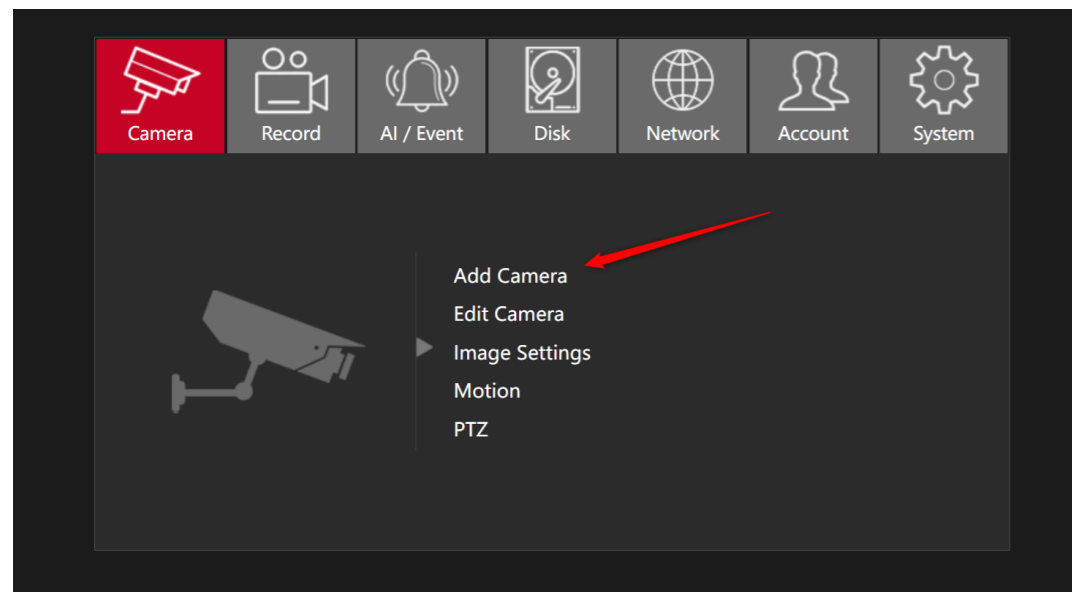 Camera Record AI / Event Disk Network Account System
Add Camera
Edit Camera
Image Settings
Motion
PTZ